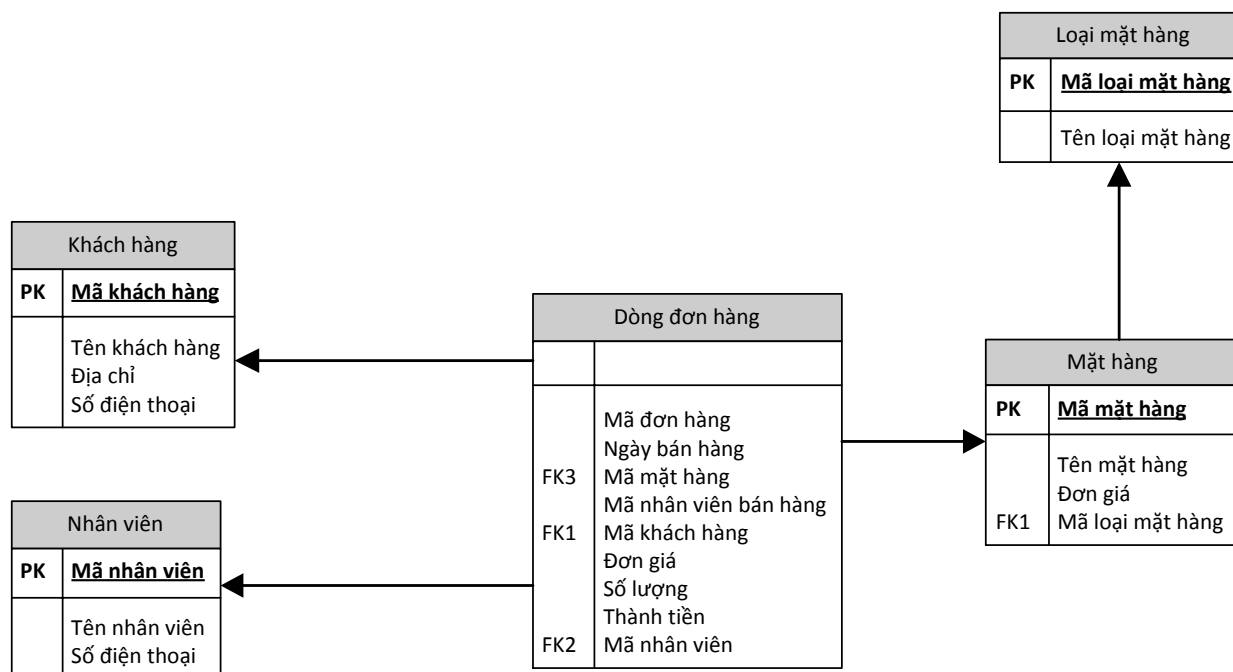 Loại mặt hàng
PK Mã loại mặt hàng
Tên loại mặt hàng
Khách hàng
PK Mã khách hàng
Tên khách hàng
Địa chỉ
Số điện thoại
Nhân viên
PK Mã nhân viên
Tên nhân viên
Số điện thoại
Dòng đơn hàng
Mã đơn hàng
Ngày bán hàng
FK3 Mã mặt hàng
Mã nhân viên bán hàng
FK1 Mã khách hàng
Đơn giá
Số lượng
Thành tiền
FK2 Mã nhân viên
Mặt hàng
PK Mã mặt hàng
Tên mặt hàng
Đơn giá
FK1 Mã loại mặt hàng